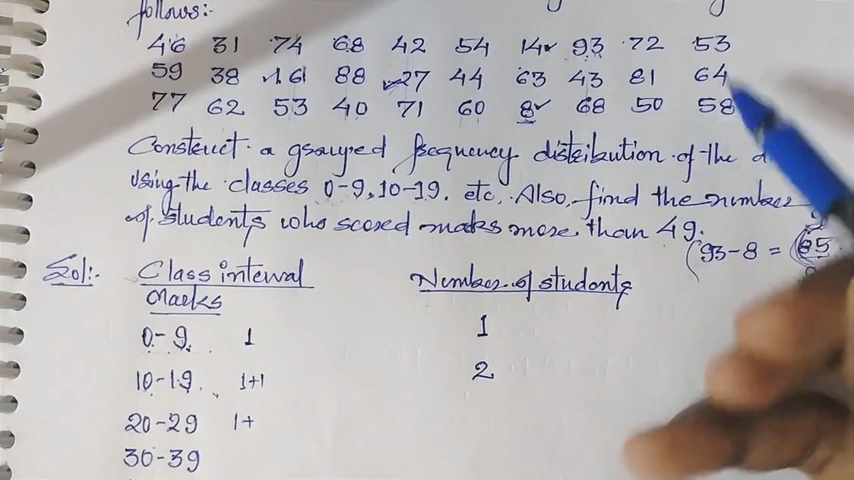 follows:-
46 31 74 68 42 54 14✓ 93 72 53
59 38 ✓16 88 ✓27 44 63 43 81 64
77 62 53 40 71 60 8✓ 68 50 58
Construct a grouped frequency distribution of the
using the classes 0-9, 10-19. etc. Also, find the number
of students who scored maks more than 49.
(93-8 = 85
Sol:- Class interval Number of students
Marks
0-9 1 1
10-19 1+1 2
20-29 1+
30-39